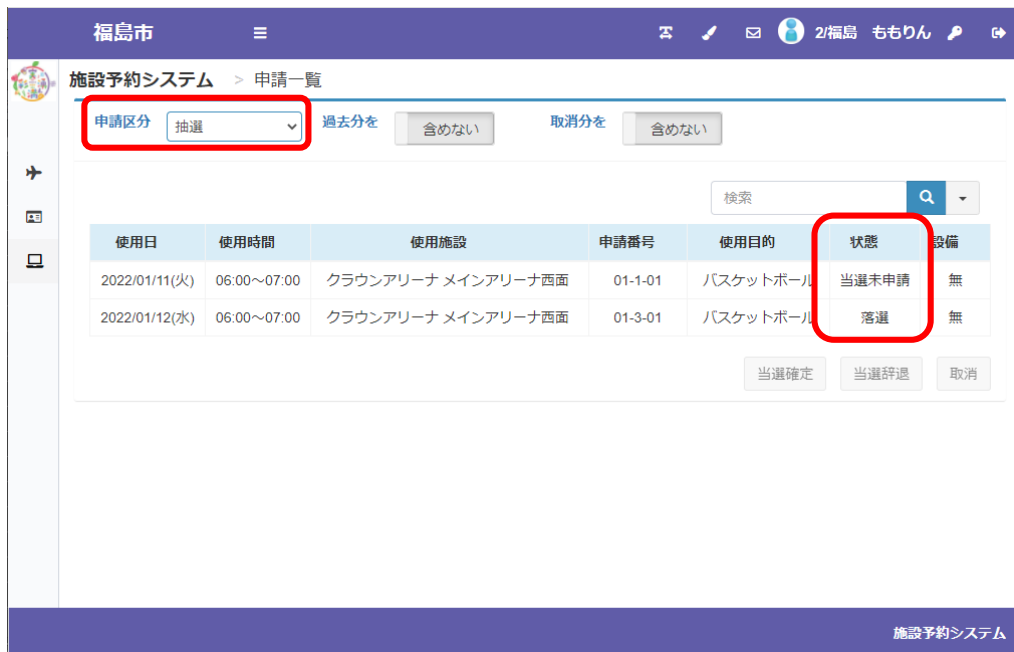 福島市 2/福島 ももりん
施設予約システム > 申請一覧
申請区分 抽選 過去分を 含めない 取消分を 含めない
検索
使用日 使用時間 使用施設 申請番号 使用目的 状態 設備
2022/01/11(火) 06:00～07:00 クラウンアリーナ メインアリーナ西面 01-1-01 バスケットボール 当選未申請 無
2022/01/12(水) 06:00～07:00 クラウンアリーナ メインアリーナ西面 01-3-01 バスケットボール 落選 無
当選確定 当選辞退 取消
施設予約システム